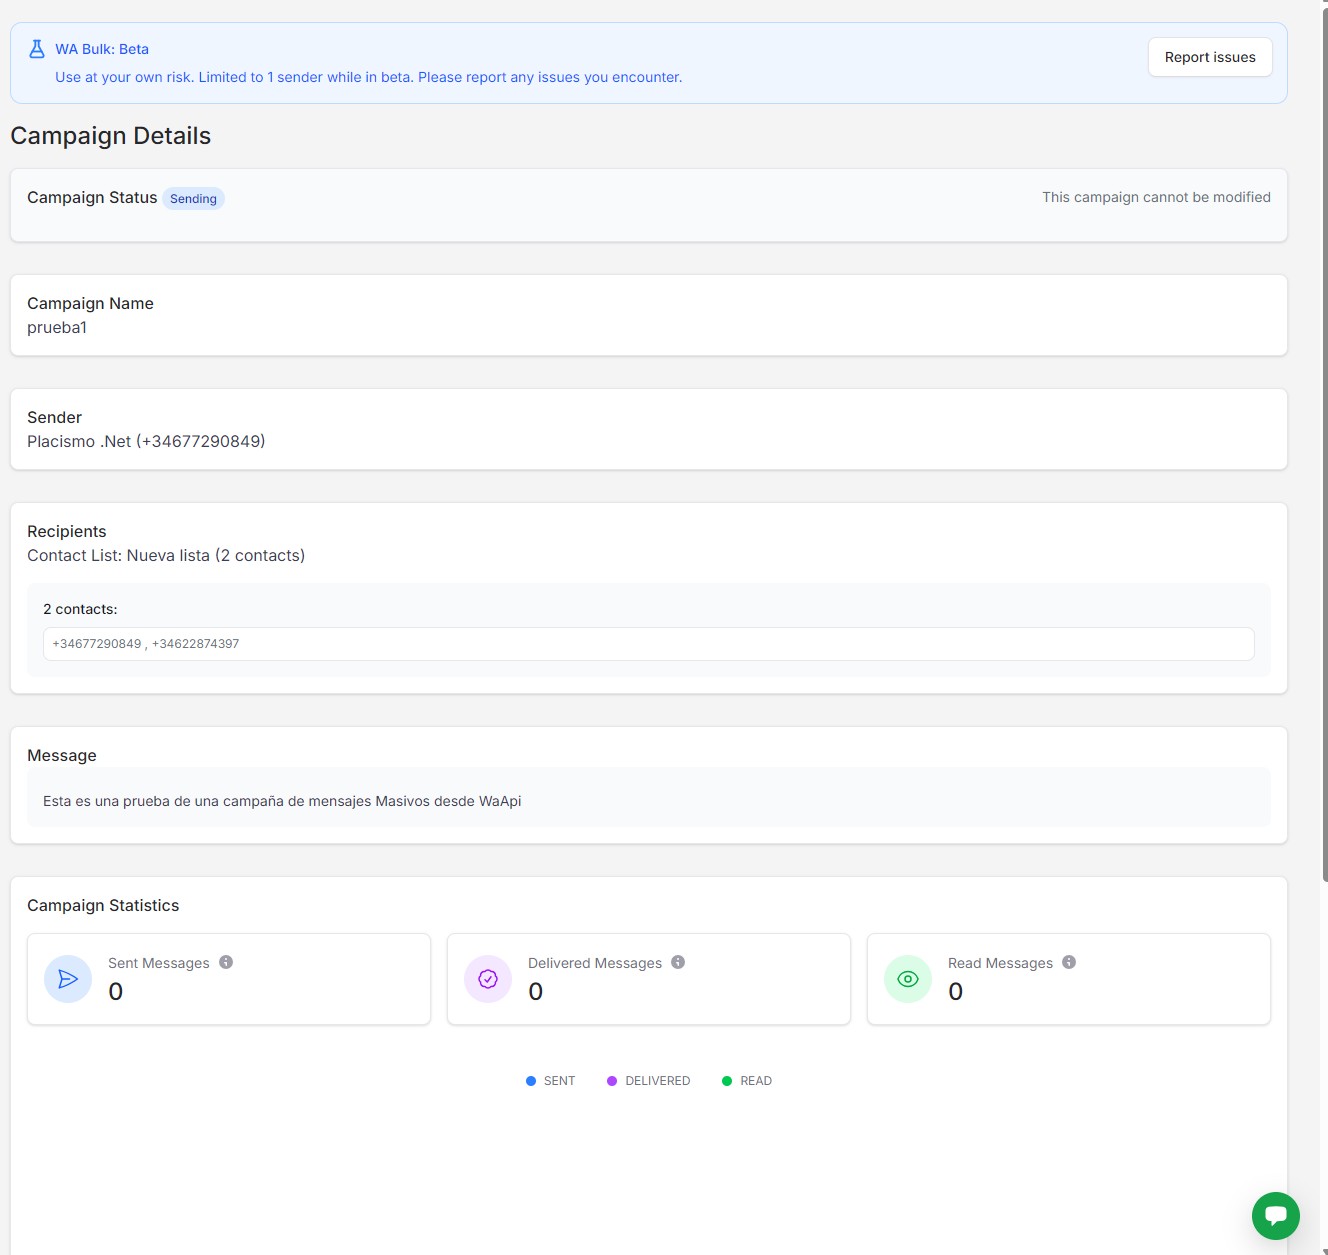 WA Bulk: Beta
Use at your own risk. Limited to 1 sender while in beta. Please report any issues you encounter.
Report issues
Campaign Details
Campaign Status Sending
This campaign cannot be modified
Campaign Name
prueba1
Sender
Placismo .Net (+34677290849)
Recipients
Contact List: Nueva lista (2 contacts)
2 contacts:
+34677290849 , +34622874397
Message
Esta es una prueba de una campaña de mensajes Masivos desde WaApi
Campaign Statistics
Sent Messages
0
Delivered Messages
0
Read Messages
0
SENT DELIVERED READ